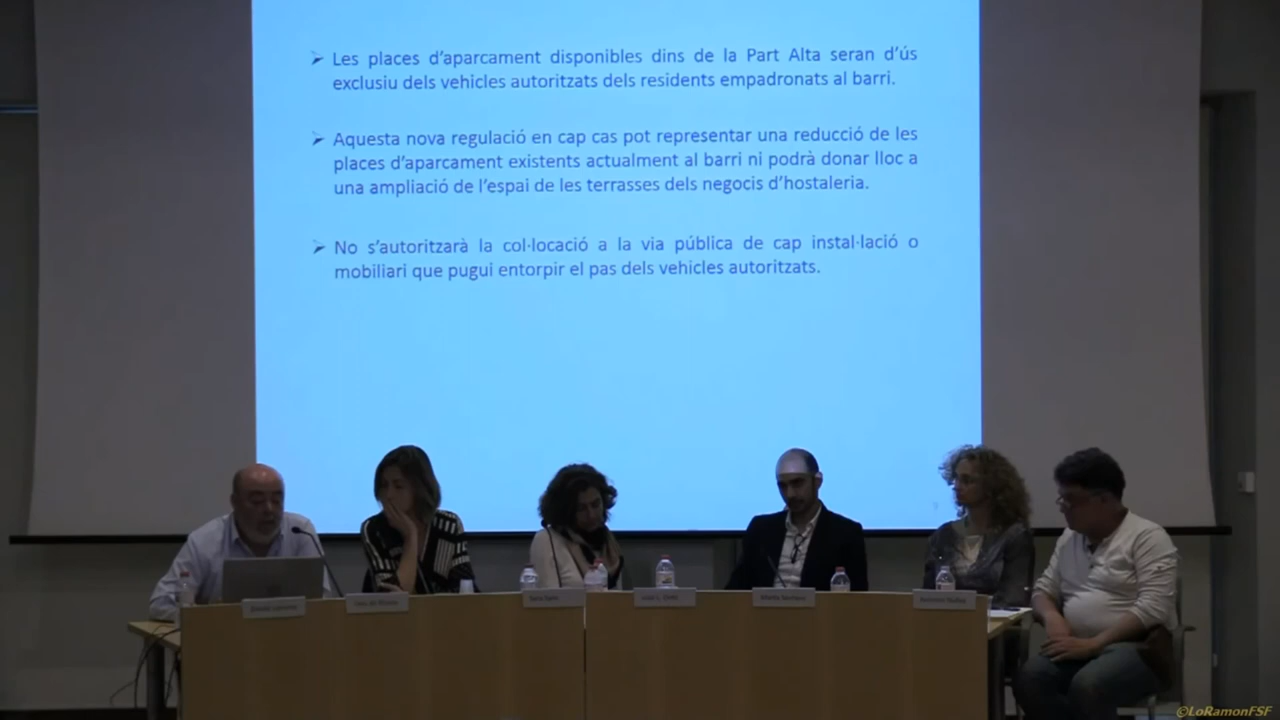 Les places d'aparcament disponibles dins de la Part Alta seran d'ús
exclusiu dels vehicles autoritzats dels residents empadronats al barri.
Aquesta nova regulació en cap cas pot representar una reducció de les
places d'aparcament existents actualment al barri ni podrà donar lloc a
una ampliació de l'espai de les terrasses dels negocis d'hostaleria.
No s'autoritzarà la col·locació a la via pública de cap instal·lació o
mobiliari que pugui entorpir el pas dels vehicles autoritzats.
©LoRamonFSF